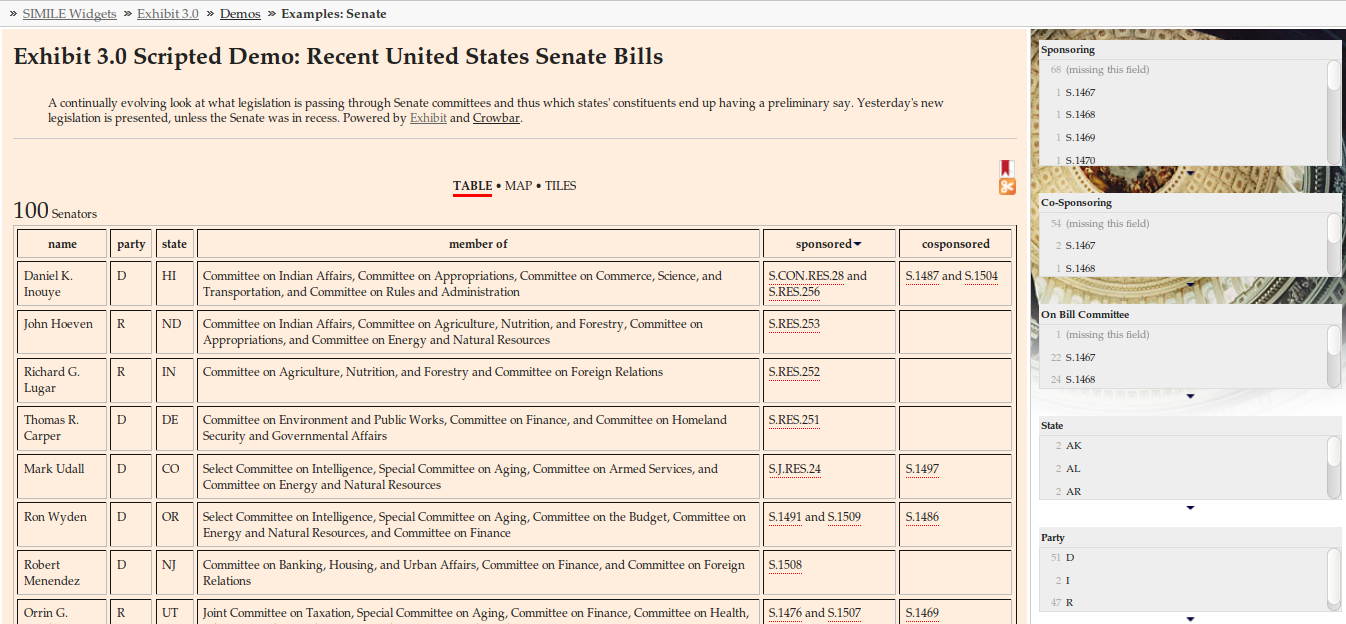 » SIMILE Widgets » Exhibit 3.0 » Demos » Examples: Senate
Exhibit 3.0 Scripted Demo: Recent United States Senate Bills
A continually evolving look at what legislation is passing through Senate committees and thus which states' constituents end up having a preliminary say. Yesterday's new
legislation is presented, unless the Senate was in recess. Powered by Exhibit and Crowbar.
TABLE • MAP • TILES
100 Senators
name party state member of sponsored cosponsored
Daniel K. D HI Committee on Indian Affairs, Committee on Appropriations, Committee on Commerce, Science, and S.CON.RES.28 and S.1487 and S.1504
Inouye Transportation, and Committee on Rules and Administration S.RES.256
John Hoeven R ND Committee on Indian Affairs, Committee on Agriculture, Nutrition, and Forestry, Committee on S.RES.253
Appropriations, and Committee on Energy and Natural Resources
Richard G. R IN Committee on Agriculture, Nutrition, and Forestry and Committee on Foreign Relations S.RES.252
Lugar
Thomas R. D DE Committee on Environment and Public Works, Committee on Finance, and Committee on Homeland S.RES.251
Carper Security and Governmental Affairs
Mark Udall D CO Select Committee on Intelligence, Special Committee on Aging, Committee on Armed Services, and S.J.RES.24 S.1497
Committee on Energy and Natural Resources
Ron Wyden D OR Select Committee on Intelligence, Special Committee on Aging, Committee on the Budget, Committee on S.1491 and S.1509 S.1486
Energy and Natural Resources, and Committee on Finance
Robert D NJ Committee on Banking, Housing, and Urban Affairs, Committee on Finance, and Committee on Foreign S.1508
Menendez Relations
Orrin G. R UT Joint Committee on Taxation, Special Committee on Aging, Committee on Finance, Committee on Health, S.1476 and S.1507 S.1469
Sponsoring
68 (missing this field)
1 S.1467
1 S.1468
1 S.1469
1 S.1470
Co-Sponsoring
54 (missing this field)
2 S.1467
1 S.1468
On Bill Committee
1 (missing this field)
22 S.1467
24 S.1468
State
2 AK
2 AL
2 AR
Party
51 D
2 I
47 R